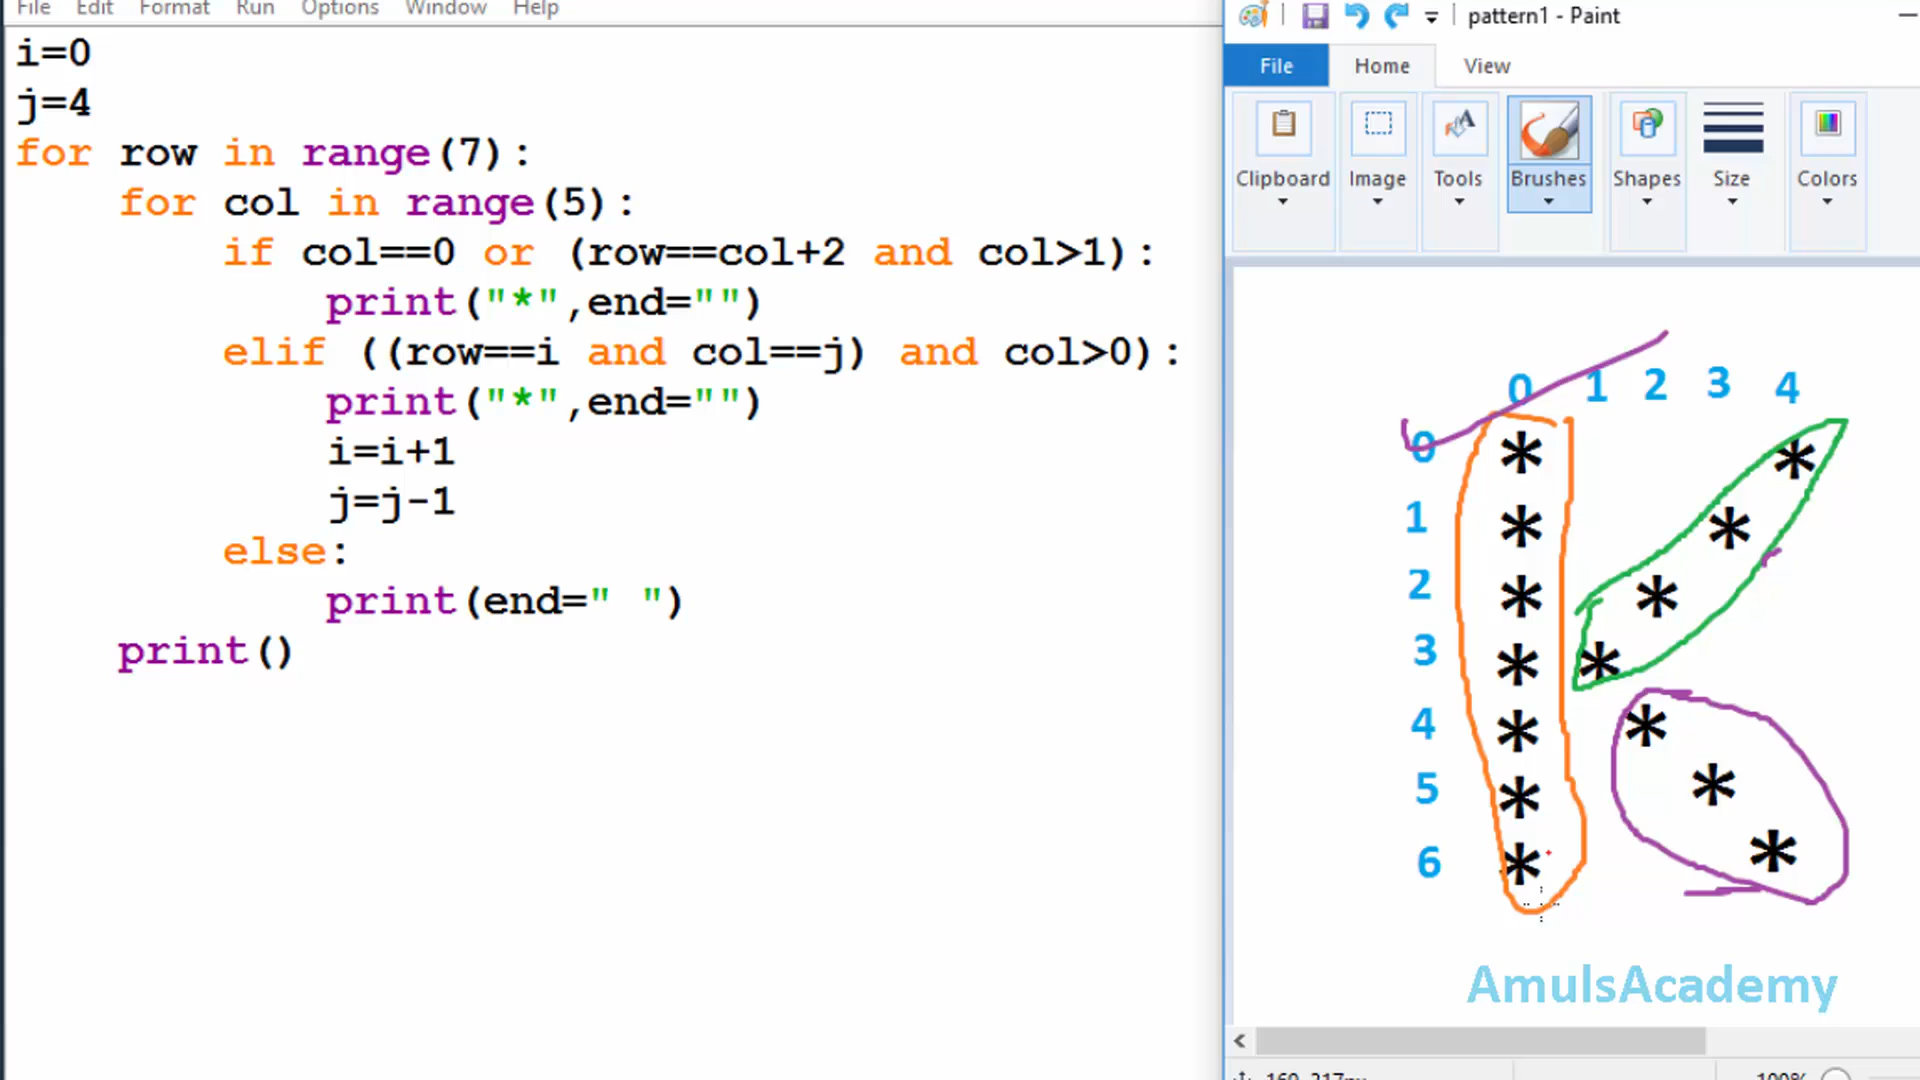 File Edit Format Run Options Window Help
i=0
j=4
for row in range(7):
for col in range(5):
if col==0 or (row==col+2 and col>1):
print("*",end="")
elif ((row==i and col==j) and col>0):
print("*",end="")
i=i+1
j=j-1
else:
print(end=" ")
print()
pattern1 - Paint
File Home View
Clipboard Image Tools Brushes Shapes Size Colors
0 1 2 3 4
0 * *
1 * *
2 * *
3 * *
4 * *
5 * *
6 * *
AmulsAcademy